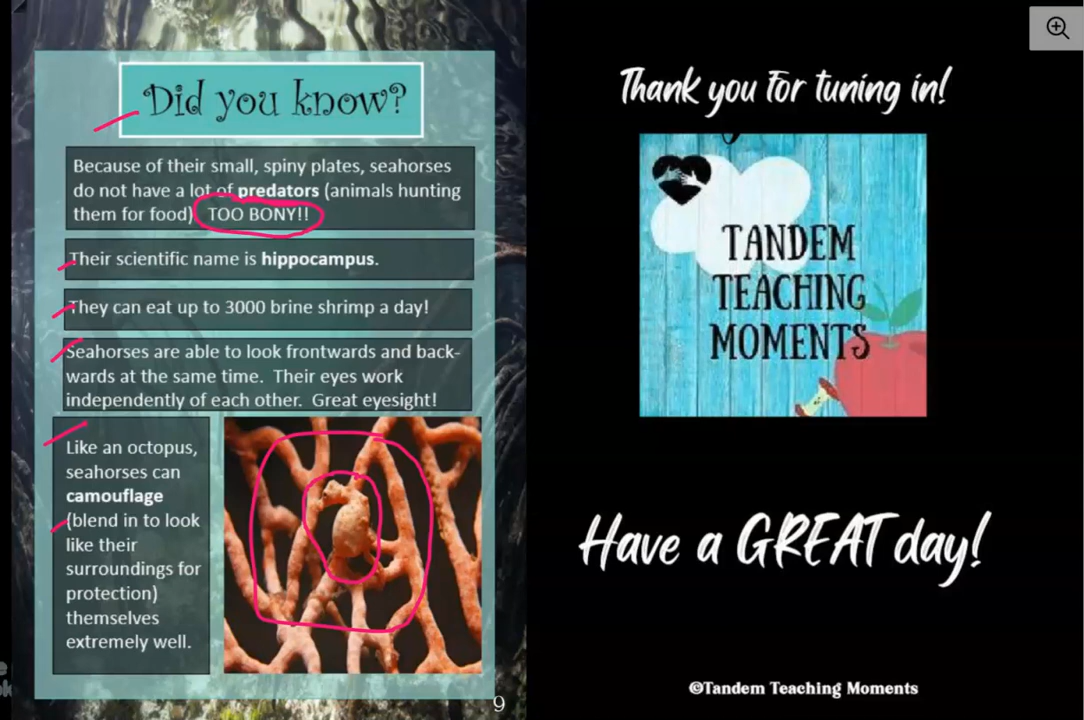 Did you know?
Because of their small, spiny plates, seahorses
do not have a lot of predators (animals hunting
them for food) TOO BONY!!
Their scientific name is hippocampus.
They can eat up to 3000 brine shrimp a day!
Seahorses are able to look frontwards and back-
wards at the same time. Their eyes work
independently of each other. Great eyesight!
Like an octopus,
seahorses can
camouflage
(blend in to look
like their
surroundings for
protection)
themselves
extremely well.
9
Thank you for tuning in!
TANDEM
TEACHING
MOMENTS
Have a GREAT day!
©Tandem Teaching Moments